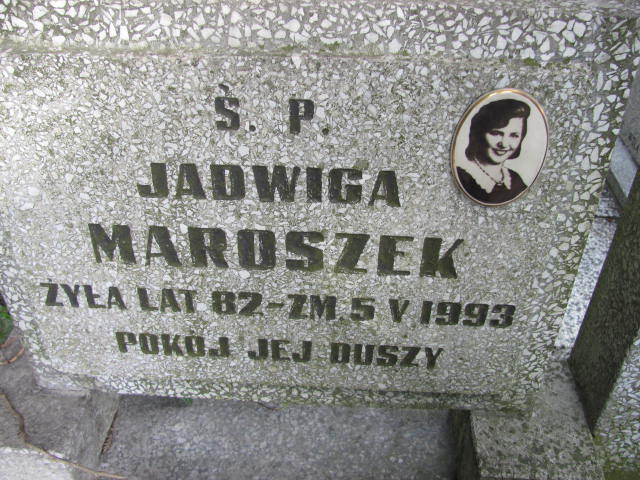 Ś. P.
JADWIGA
MAROSZEK
ŻYŁA LAT 82.-ZM. 5 V 1993
POKÓJ JEJ DUSZY